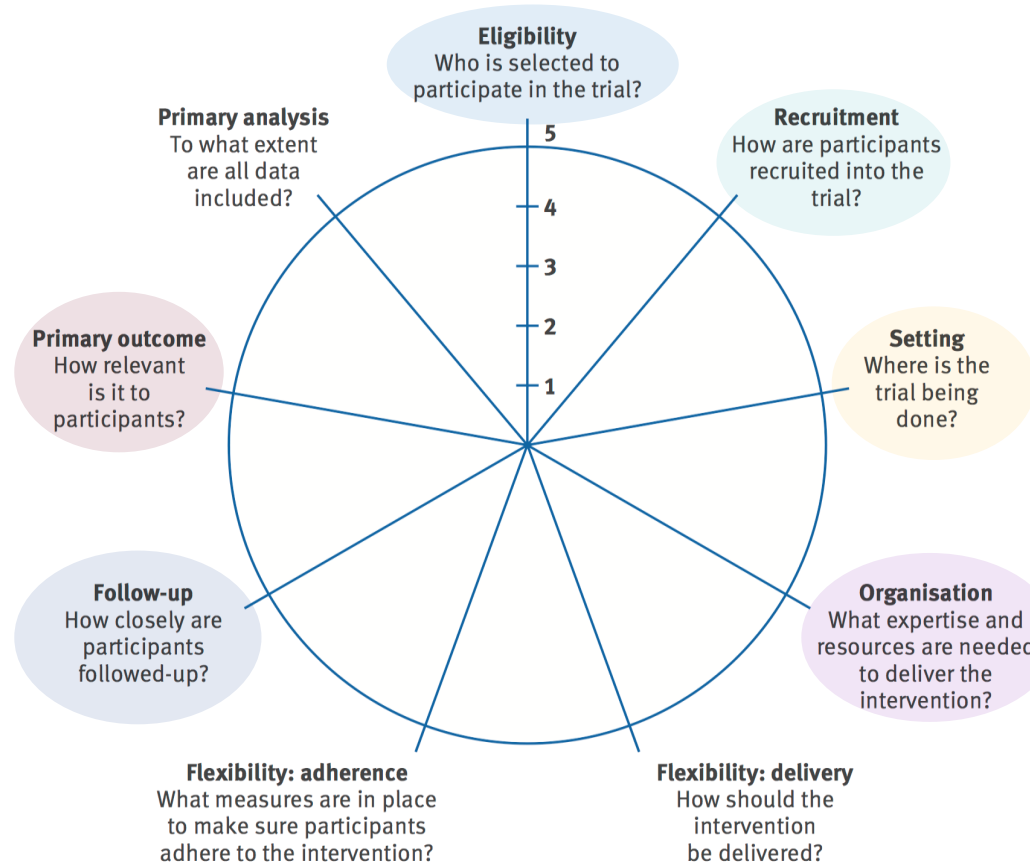 Eligibility
Who is selected to
participate in the trial?
Primary analysis
To what extent
are all data
included?
Recruitment
How are participants
recruited into the
trial?
5
4
3
2
1
Primary outcome
How relevant
is it to
participants?
Setting
Where is the
trial being
done?
Follow-up
How closely are
participants
followed-up?
Organisation
What expertise and
resources are needed
to deliver the
intervention?
Flexibility: adherence
What measures are in place
to make sure participants
adhere to the intervention?
Flexibility: delivery
How should the
intervention
be delivered?